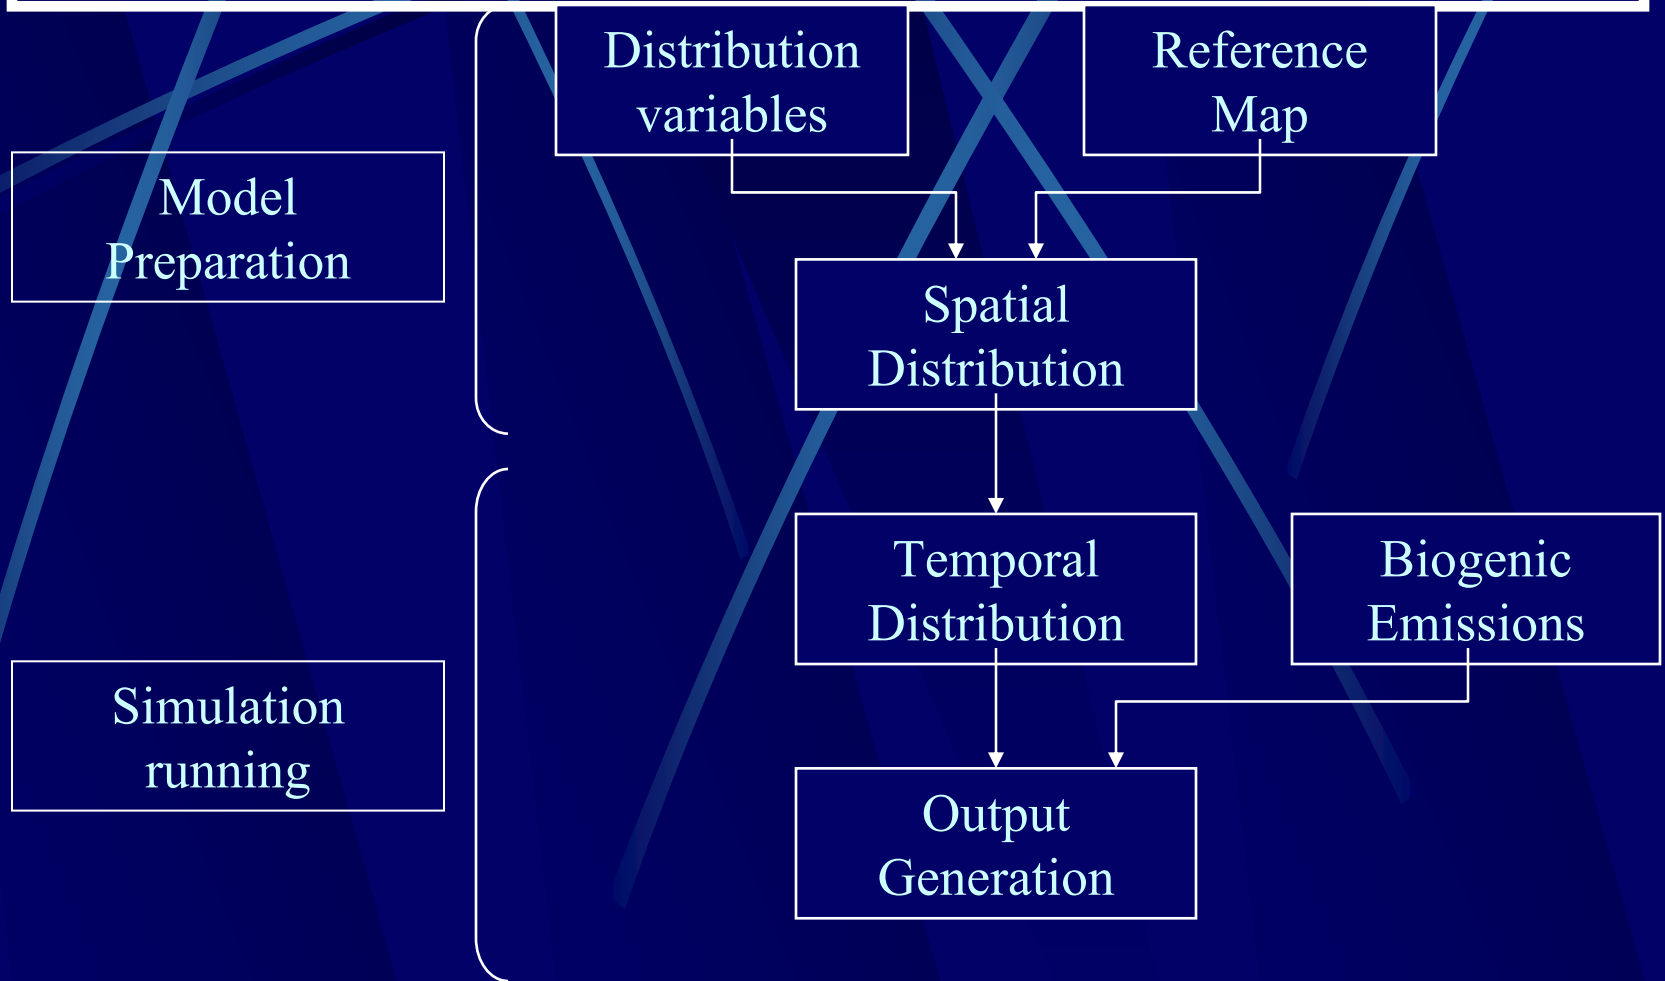 Distribution
variables
Reference
Map
Model
Preparation
Spatial
Distribution
Temporal
Distribution
Biogenic
Emissions
Simulation
running
Output
Generation